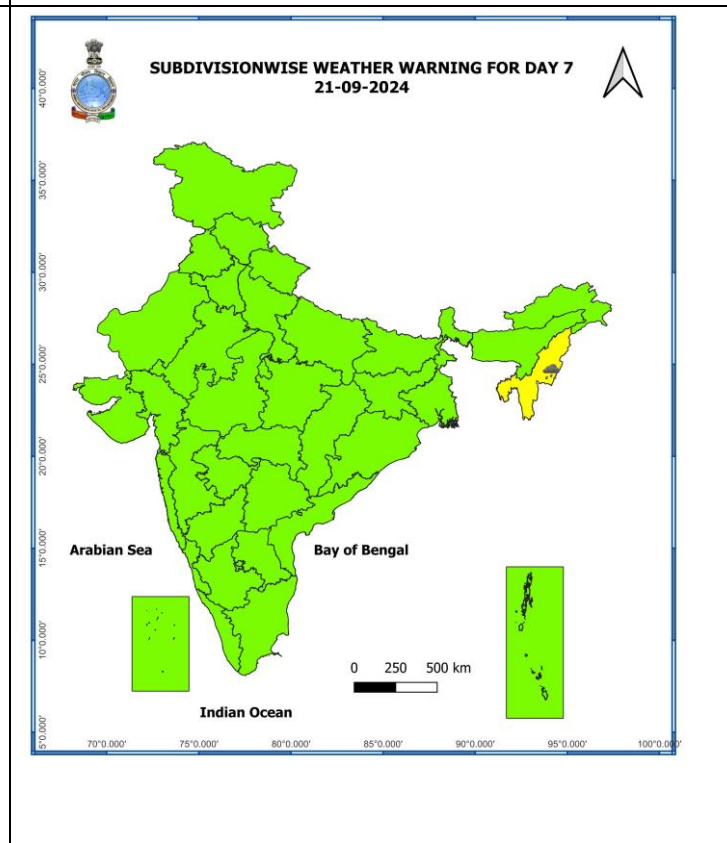 SUBDIVISIONWISE WEATHER WARNING FOR DAY 7
21-09-2024
40°0.000'
35°0.000'
30°0.000'
25°0.000'
20°0.000'
15°0.000'
10°0.000'
5°0.000'
Arabian Sea
Bay of Bengal
0 250 500 km
Indian Ocean
70°0.000' 75°0.000' 80°0.000' 85°0.000' 90°0.000' 95°0.000' 100°0.000'